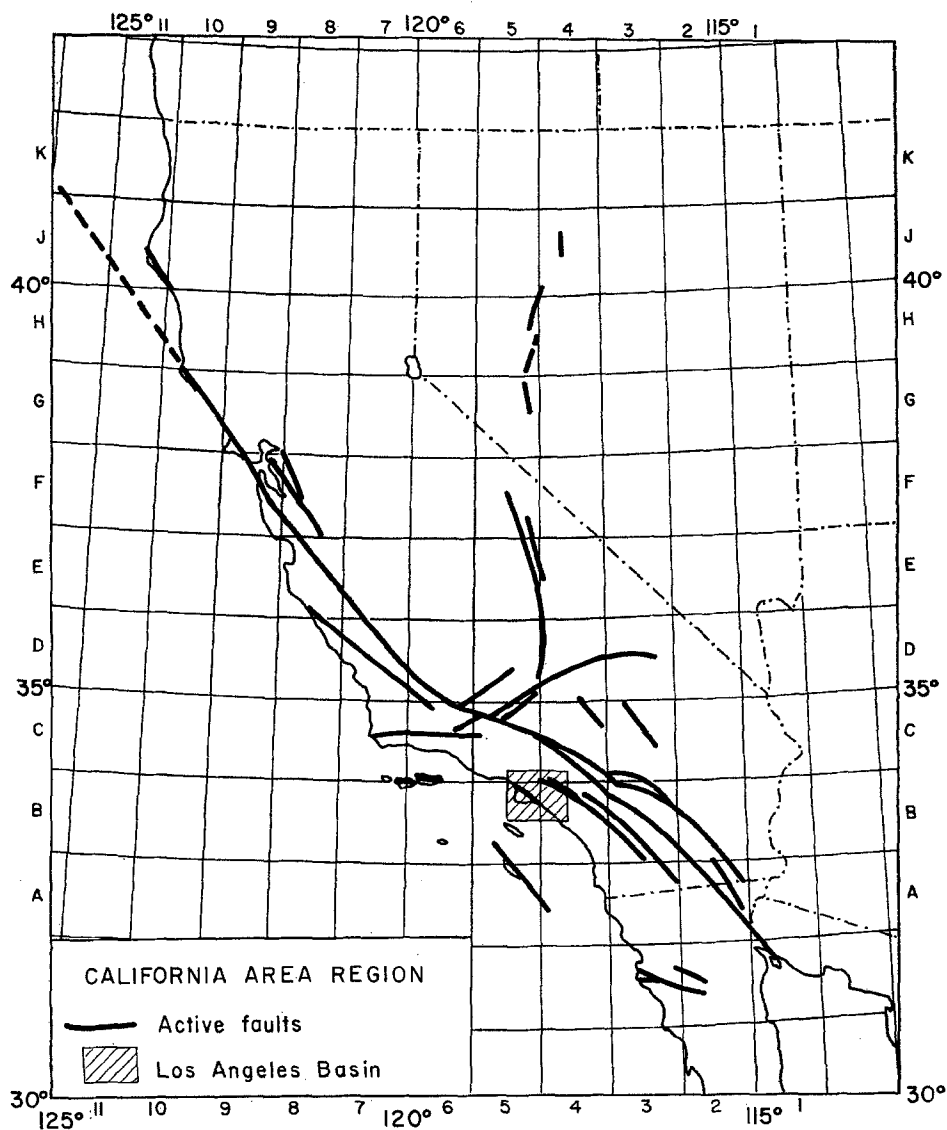 125° 11 10 9 8 7 120° 6 5 4 3 2 115° 1
K K
J J
40° 40°
H H
G G
F F
E E
D D
35° 35°
C C
B B
A A
CALIFORNIA AREA REGION
Active faults
Los Angeles Basin
30° 30°
125° 11 10 9 8 7 120° 6 5 4 3 2 115° 1